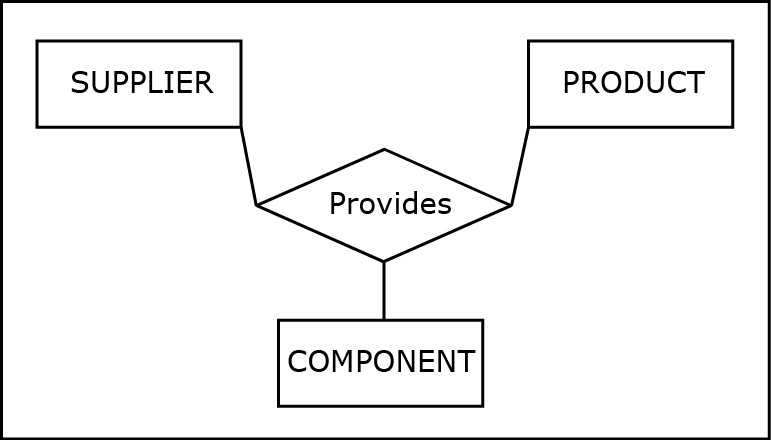 SUPPLIER
PRODUCT
Provides
COMPONENT